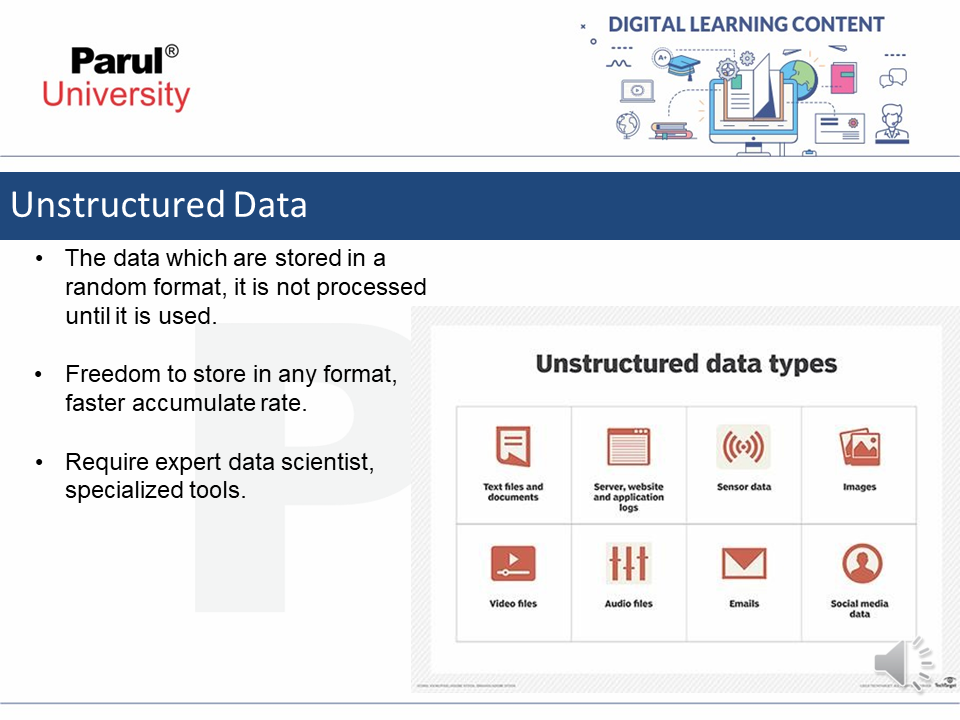 DIGITAL LEARNING CONTENT
A+
Parul®
University
Unstructured Data
• The data which are stored in a
random format, it is not processed
until it is used.
• Freedom to store in any format,
faster accumulate rate.
• Require expert data scientist,
specialized tools.
Unstructured data types
Text files and
documents
Server, website
and application
logs
Sensor data
Images
Video files
Audio files
Emails
Social media
data
TechTarget